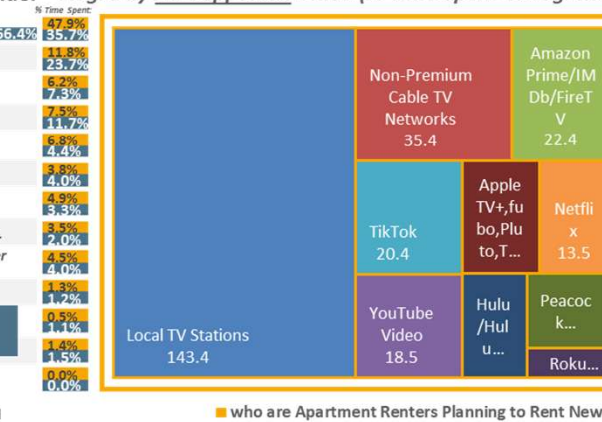 % Time Spent:
56.4%
47.9%
35.7%
11.8%
23.7%
6.2%
7.3%
7.5%
11.7%
6.8%
4.4%
3.8%
4.0%
4.9%
3.3%
3.5%
2.0%
4.5%
4.0%
1.3%
1.2%
0.5%
1.1%
1.4%
1.5%
0.0%
0.0%
Local TV Stations
143.4
Non-Premium
Cable TV
Networks
35.4
Amazon
Prime/IM
Db/FireT
V
22.4
TikTok
20.4
Apple
TV+,fu
bo,Plu
to,T...
Netfli
x
13.5
YouTube
Video
18.5
Hulu
/Hul
u...
Peacoc
k...
Roku...
who are Apartment Renters Planning to Rent New